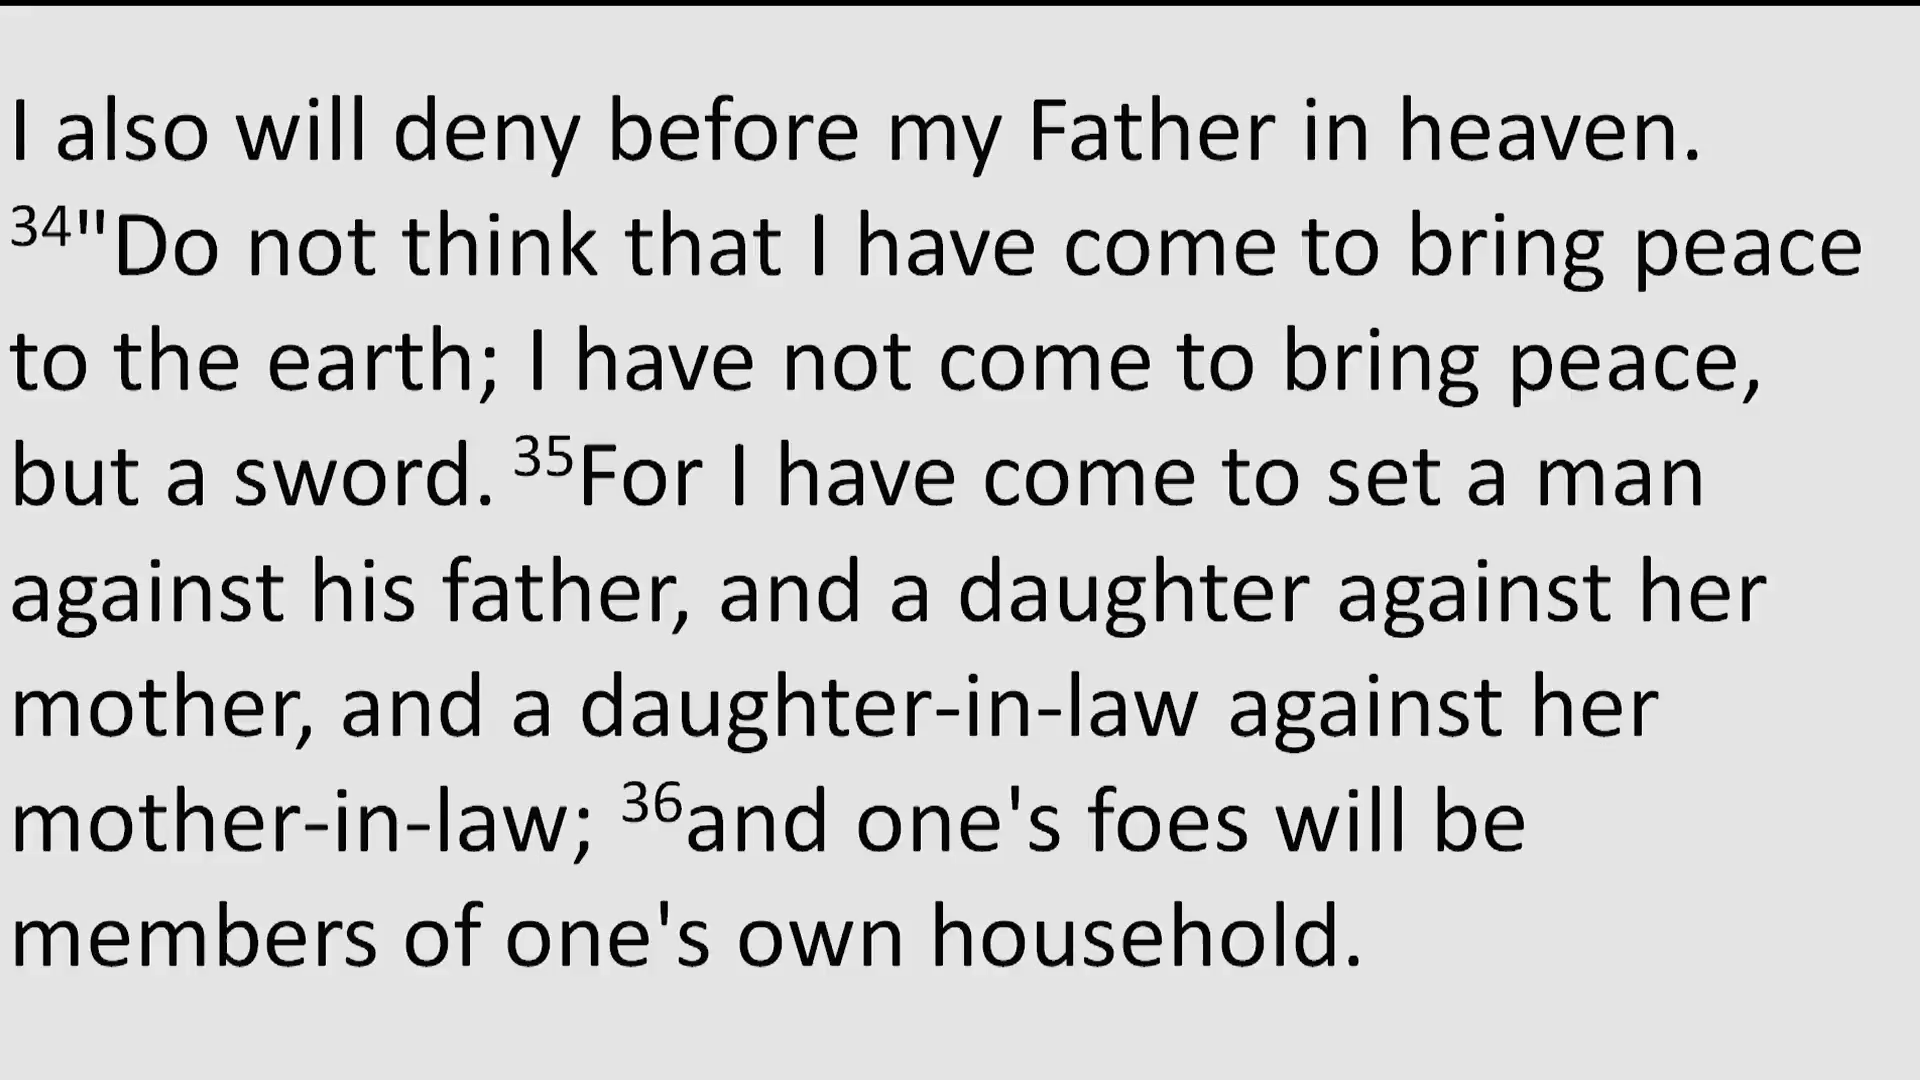 I also will deny before my Father in heaven.
34"Do not think that I have come to bring peace
to the earth; I have not come to bring peace,
but a sword. 35For I have come to set a man
against his father, and a daughter against her
mother, and a daughter-in-law against her
mother-in-law; 36and one's foes will be
members of one's own household.